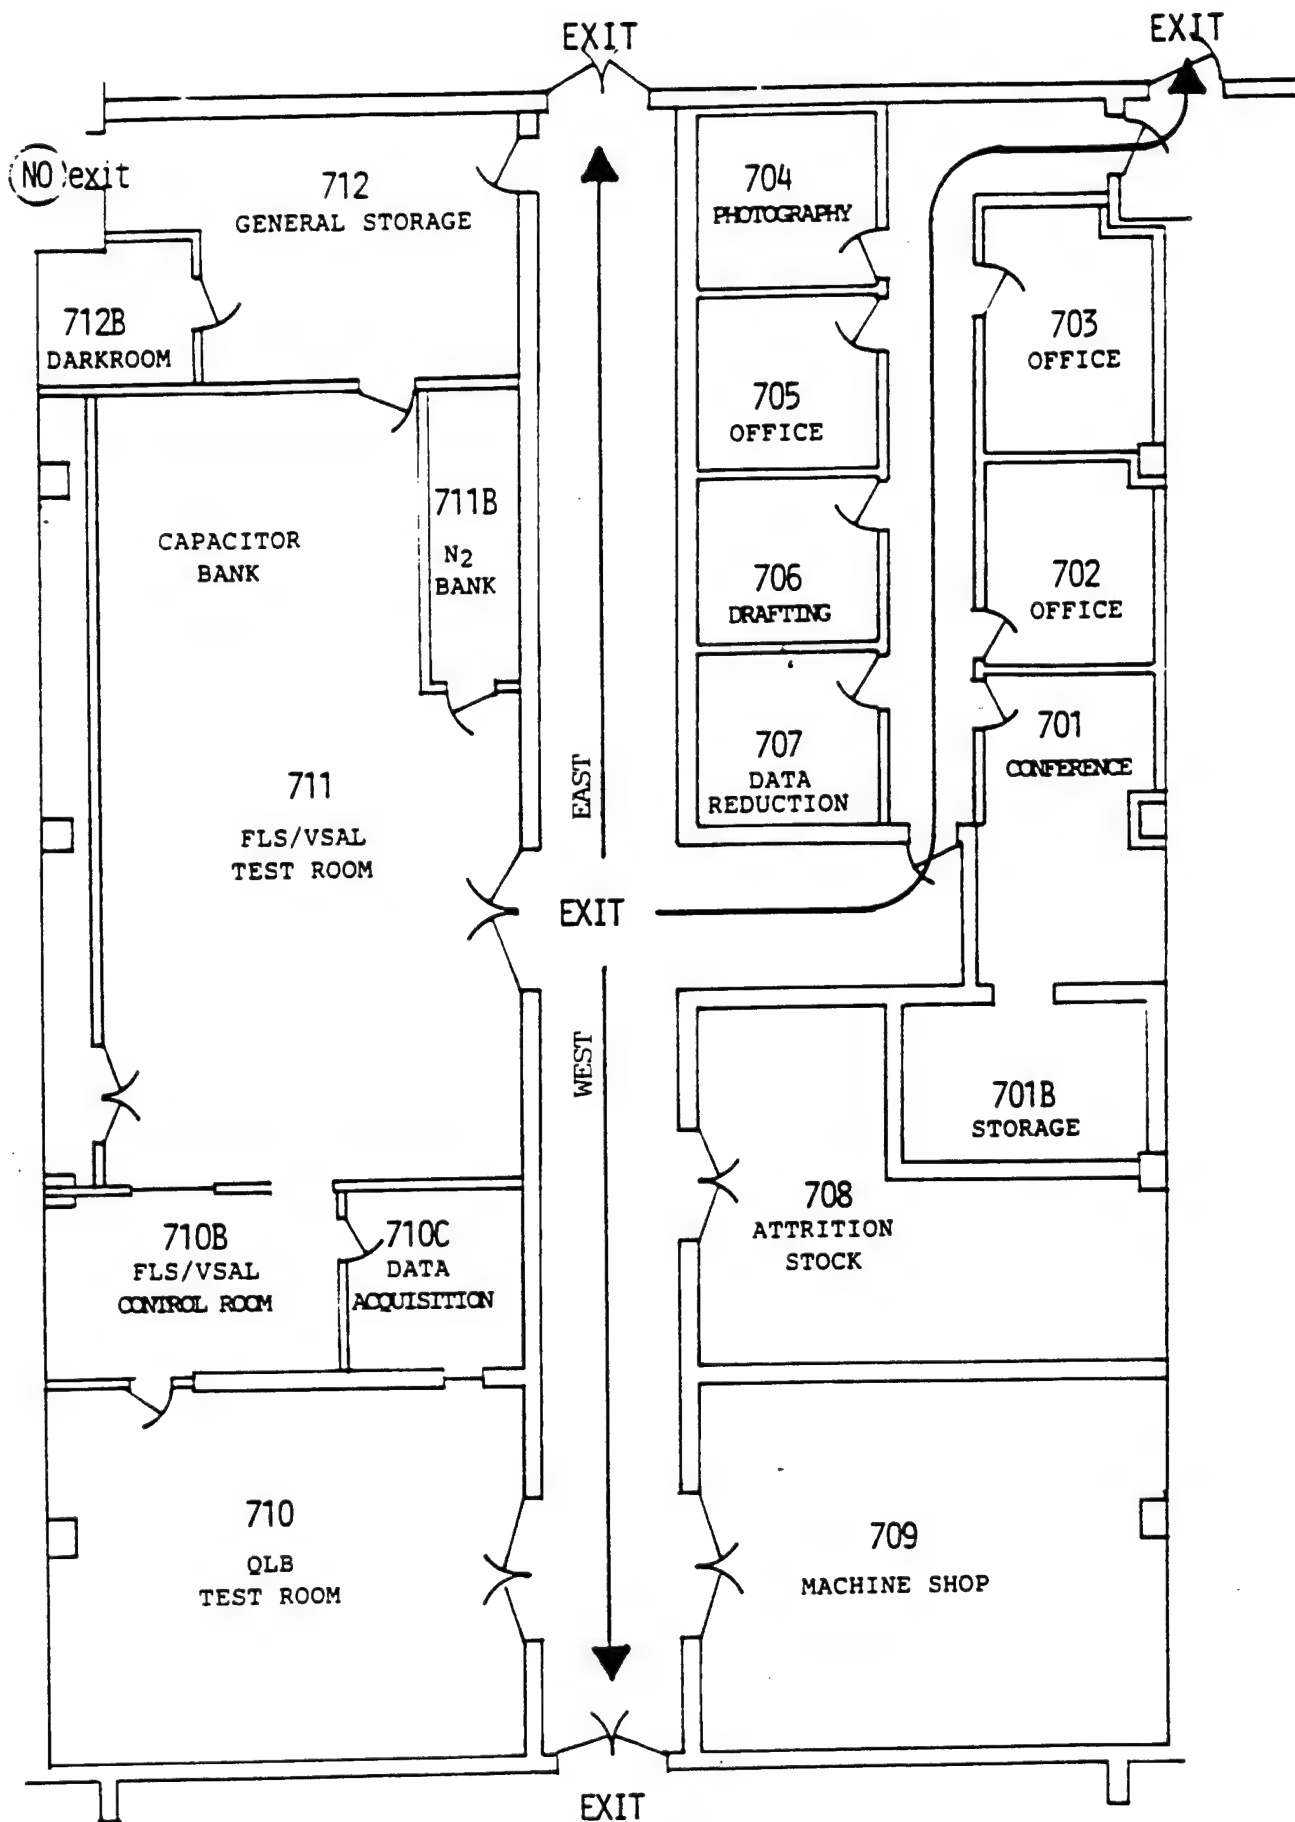 EXIT
EXIT
NO exit
712
GENERAL STORAGE
704
PHOTOGRAPHY
712B
DARKROOM
703
OFFICE
705
OFFICE
711B
N2
BANK
CAPACITOR
BANK
706
DRAFTING
702
OFFICE
701
CONFERENCE
707
DATA
REDUCTION
711
FLS/VSAL
TEST ROOM
EAST
EXIT
WEST
701B
STORAGE
708
ATTRITION
STOCK
710B
FLS/VSAL
CONTROL ROOM
710C
DATA
ACQUISITION
710
QLB
TEST ROOM
709
MACHINE SHOP
EXIT